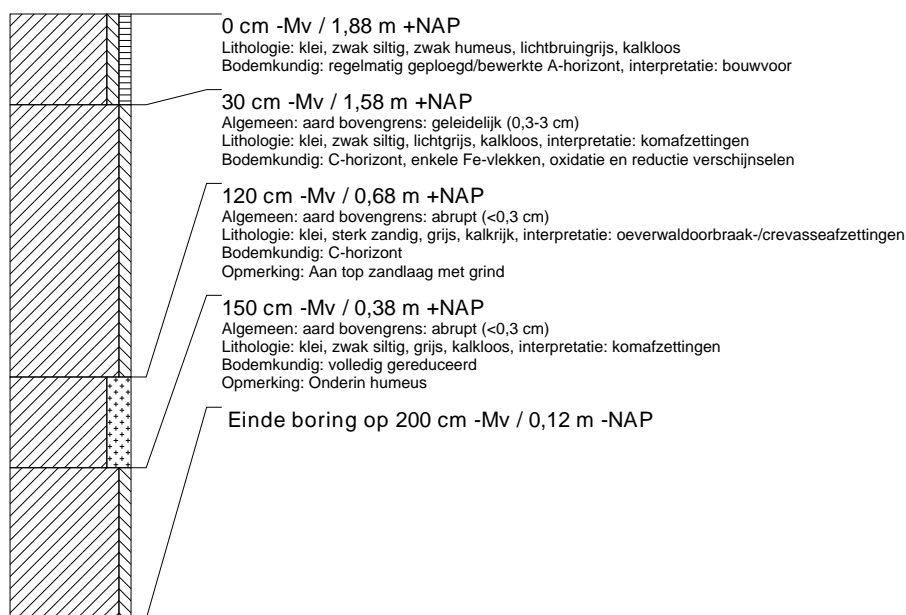 0 cm -Mv / 1,88 m +NAP
Lithologie: klei, zwak siltig, zwak humeus, lichtbruingrijs, kalkloos
Bodemkundig: regelmatig geploegd/bewerkte A-horizont, interpretatie: bouwvoor
30 cm -Mv / 1,58 m +NAP
Algemeen: aard bovengrens: geleidelijk (0,3-3 cm)
Lithologie: klei, zwak siltig, lichtgrijs, kalkloos, interpretatie: komafzettingen
Bodemkundig: C-horizont, enkele Fe-vlekken, oxidatie en reductie verschijnselen
120 cm -Mv / 0,68 m +NAP
Algemeen: aard bovengrens: abrupt (<0,3 cm)
Lithologie: klei, sterk zandig, grijs, kalkrijk, interpretatie: oeverwaldoorbraak-/crevasseafzettingen
Bodemkundig: C-horizont
Opmerking: Aan top zandlaag met grind
150 cm -Mv / 0,38 m +NAP
Algemeen: aard bovengrens: abrupt (<0,3 cm)
Lithologie: klei, zwak siltig, grijs, kalkloos, interpretatie: komafzettingen
Bodemkundig: volledig gereduceerd
Opmerking: Onderin humeus
Einde boring op 200 cm -Mv / 0,12 m -NAP